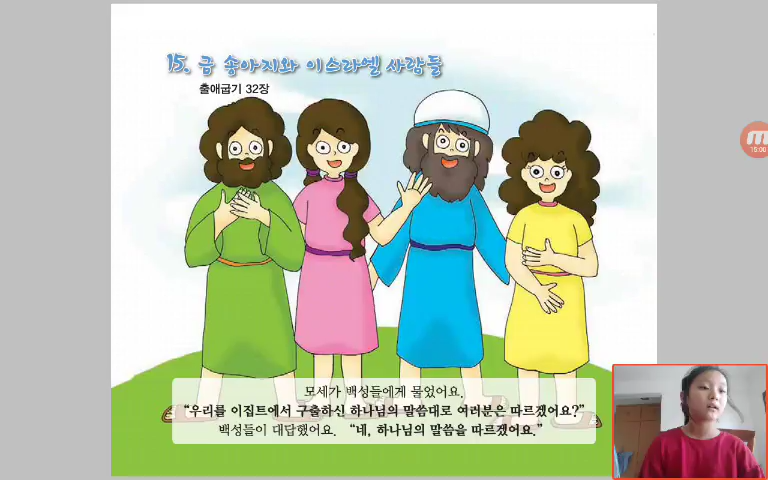 15. 금 송아지와 이스라엘 사람들
출애굽기 32장
모세가 백성들에게 물었어요.
“우리를 이집트에서 구출하신 하나님의 말씀대로 여러분은 따르겠어요?”
백성들이 대답했어요. “네, 하나님의 말씀을 따르겠어요.”